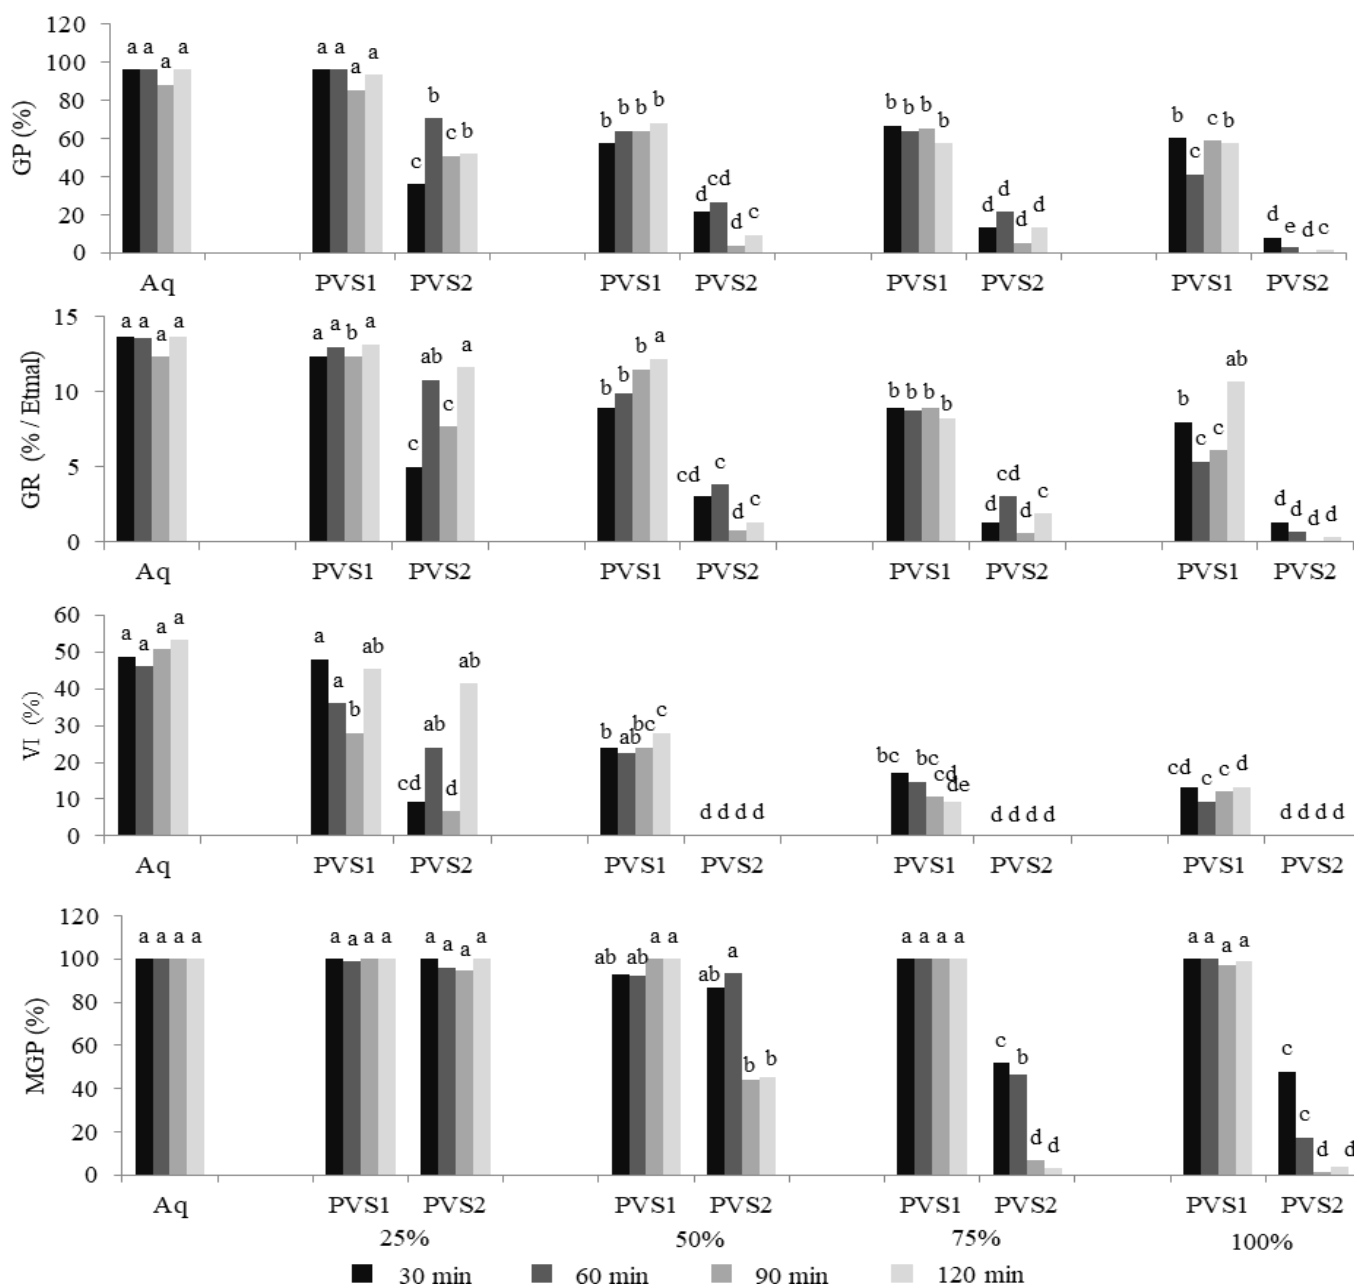 120
100
80
60
40
20
0
GP (%)
a a a a
a a a a
c b c b
b b b b
d cd d c
b b b b
d d d d
b c c b
d e d c
Aq PVS1 PVS2 PVS1 PVS2 PVS1 PVS2 PVS1 PVS2
15
10
5
0
GR (% / Etmal)
a a a a
a a b a
c ab c a
b b b a
cd c d c
b b b b
d cd d c
b c c ab
d d d d
Aq PVS1 PVS2 PVS1 PVS2 PVS1 PVS2 PVS1 PVS2
60
50
40
30
20
10
0
VI (%)
a a a a
a a b ab
cd ab d ab
b ab bc c
d d d d
bc bc cd de
d d d d
cd c c d
d d d d
Aq PVS1 PVS2 PVS1 PVS2 PVS1 PVS2 PVS1 PVS2
120
100
80
60
40
20
0
MGP (%)
a a a a
a a a a
a a a a
ab ab a a
ab a b b
a a a a
c b d d
a a a a
c c d d
Aq PVS1 PVS2 PVS1 PVS2 PVS1 PVS2 PVS1 PVS2
25% 50% 75% 100%
30 min 60 min 90 min 120 min